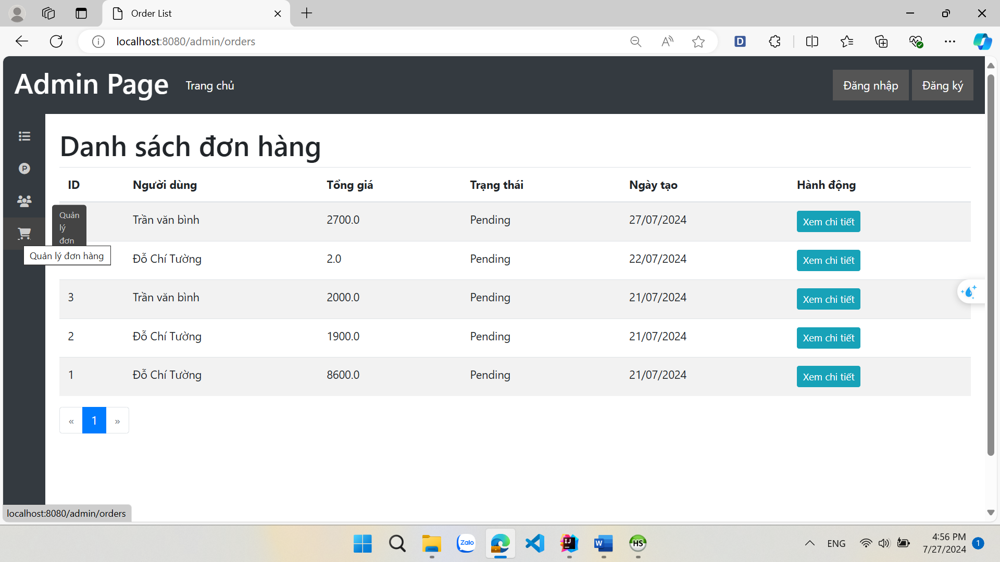 Order List
localhost:8080/admin/orders
Admin Page
Trang chủ
Đăng nhập
Đăng ký
Danh sách đơn hàng
ID Người dùng Tổng giá Trạng thái Ngày tạo Hành động
Trần văn bình 2700.0 Pending 27/07/2024 Xem chi tiết
Đỗ Chí Tường 2.0 Pending 22/07/2024 Xem chi tiết
3 Trần văn bình 2000.0 Pending 21/07/2024 Xem chi tiết
2 Đỗ Chí Tường 1900.0 Pending 21/07/2024 Xem chi tiết
1 Đỗ Chí Tường 8600.0 Pending 21/07/2024 Xem chi tiết
Quản
lý
đơn
Quản lý đơn hàng
« 1 »
localhost:8080/admin/orders
Zalo
ENG
4:56 PM
7/27/2024
1